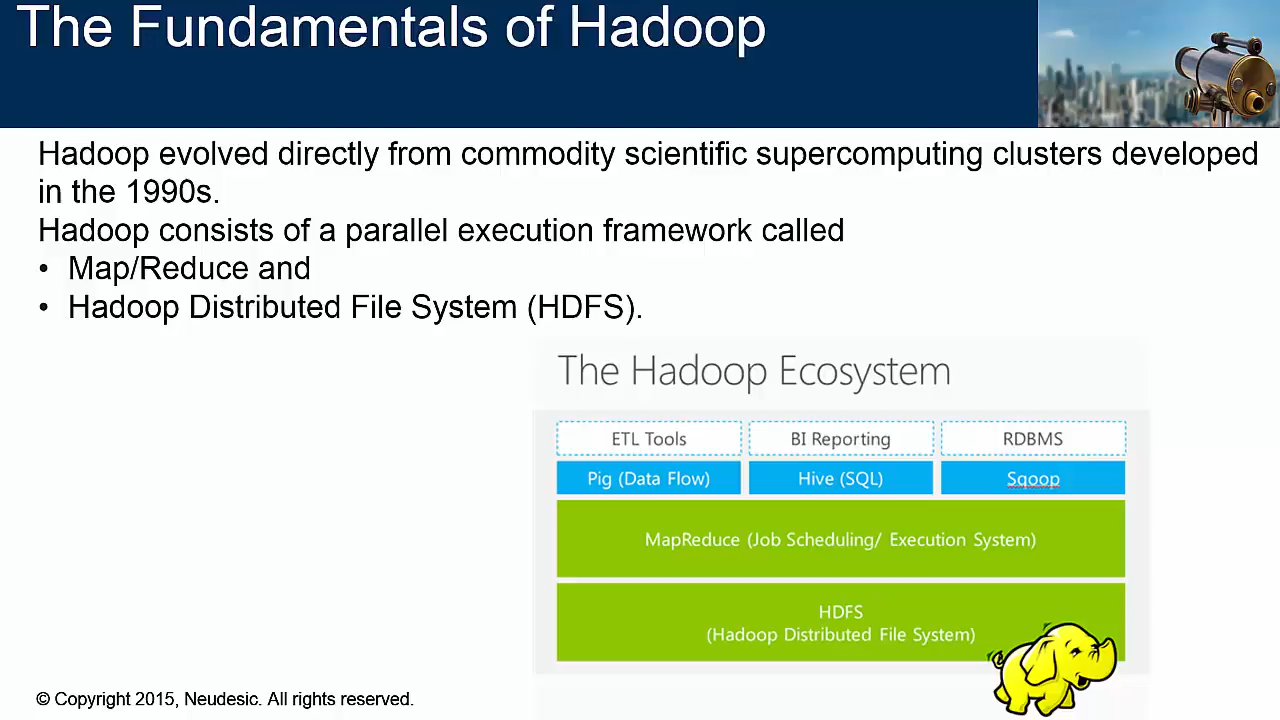 The Fundamentals of Hadoop
Hadoop evolved directly from commodity scientific supercomputing clusters developed
in the 1990s.
Hadoop consists of a parallel execution framework called
• Map/Reduce and
• Hadoop Distributed File System (HDFS).
The Hadoop Ecosystem
ETL Tools
BI Reporting
RDBMS
Pig (Data Flow)
Hive (SQL)
Sqoop
MapReduce (Job Scheduling/ Execution System)
HDFS
(Hadoop Distributed File System)
© Copyright 2015, Neudesic. All rights reserved.